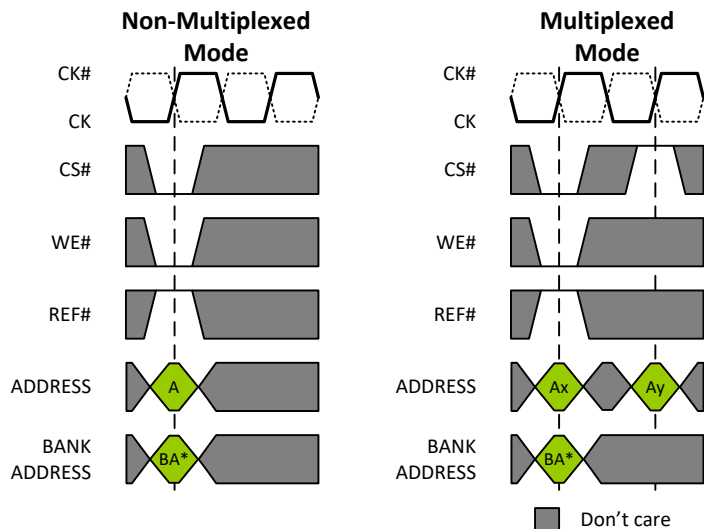 Non-Multiplexed
Mode
CK#
CK
CS#
WE#
REF#
ADDRESS
A
BANK
ADDRESS
BA*
Multiplexed
Mode
CK#
CK
CS#
WE#
REF#
ADDRESS
Ax
Ay
BANK
ADDRESS
BA*
Don't care